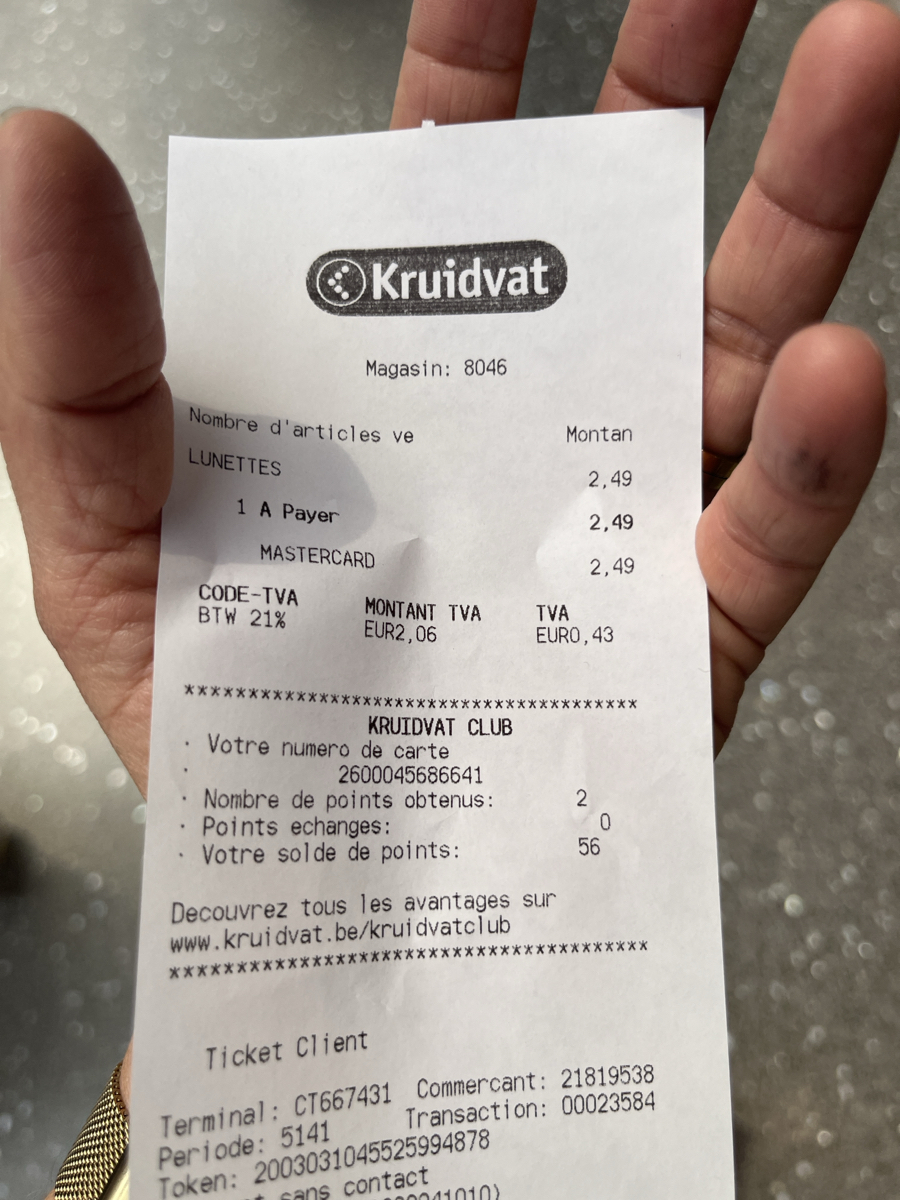 Kruidvat
Magasin: 8046
Nombre d'articles ve Montan
LUNETTES 2,49
1 A Payer 2,49
MASTERCARD 2,49
CODE-TVA MONTANT TVA TVA
BTW 21% EUR2,06 EUR0,43
****************************************
KRUIDVAT CLUB
· Votre numero de carte
· 2600045686641
· Nombre de points obtenus: 2
· Points echanges: 0
· Votre solde de points: 56
Decouvrez tous les avantages sur
www.kruidvat.be/kruidvatclub
****************************************
Ticket Client
Terminal: CT667431 Commercant: 21819538
Periode: 5141 Transaction: 00023584
Token: 2003031045525994878
sans contact